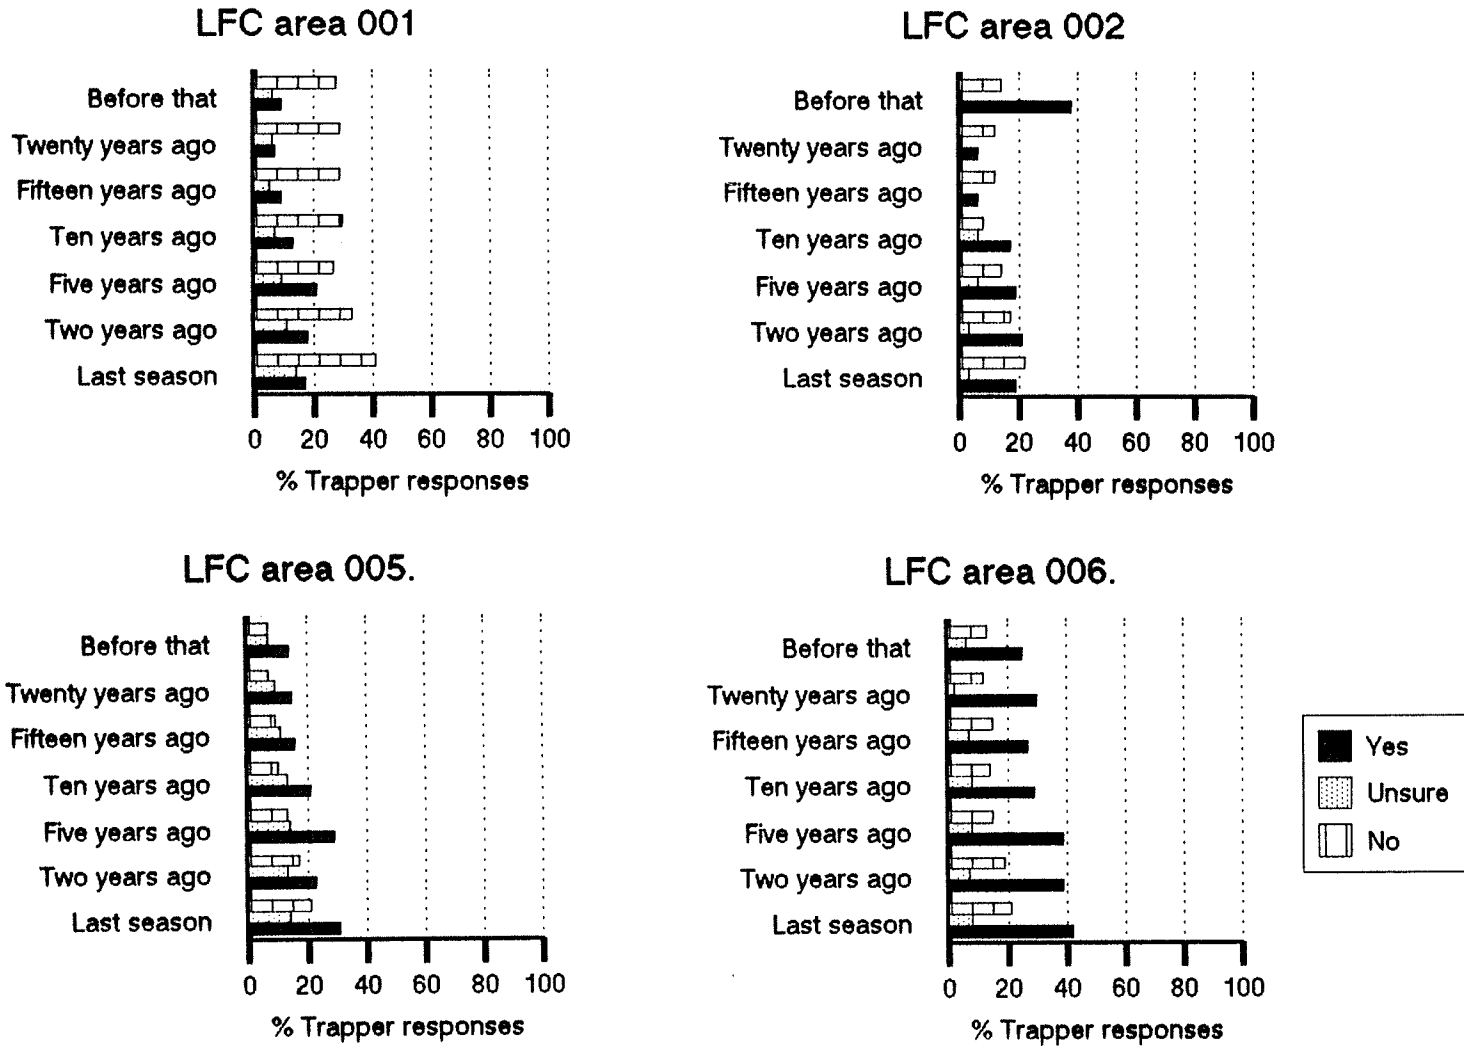 LFC area 001
Before that
Twenty years ago
Fifteen years ago
Ten years ago
Five years ago
Two years ago
Last season
0 20 40 60 80 100
% Trapper responses
LFC area 002
Before that
Twenty years ago
Fifteen years ago
Ten years ago
Five years ago
Two years ago
Last season
0 20 40 60 80 100
% Trapper responses
LFC area 005.
Before that
Twenty years ago
Fifteen years ago
Ten years ago
Five years ago
Two years ago
Last season
0 20 40 60 80 100
% Trapper responses
LFC area 006.
Before that
Twenty years ago
Fifteen years ago
Ten years ago
Five years ago
Two years ago
Last season
0 20 40 60 80 100
% Trapper responses
Yes
Unsure
No